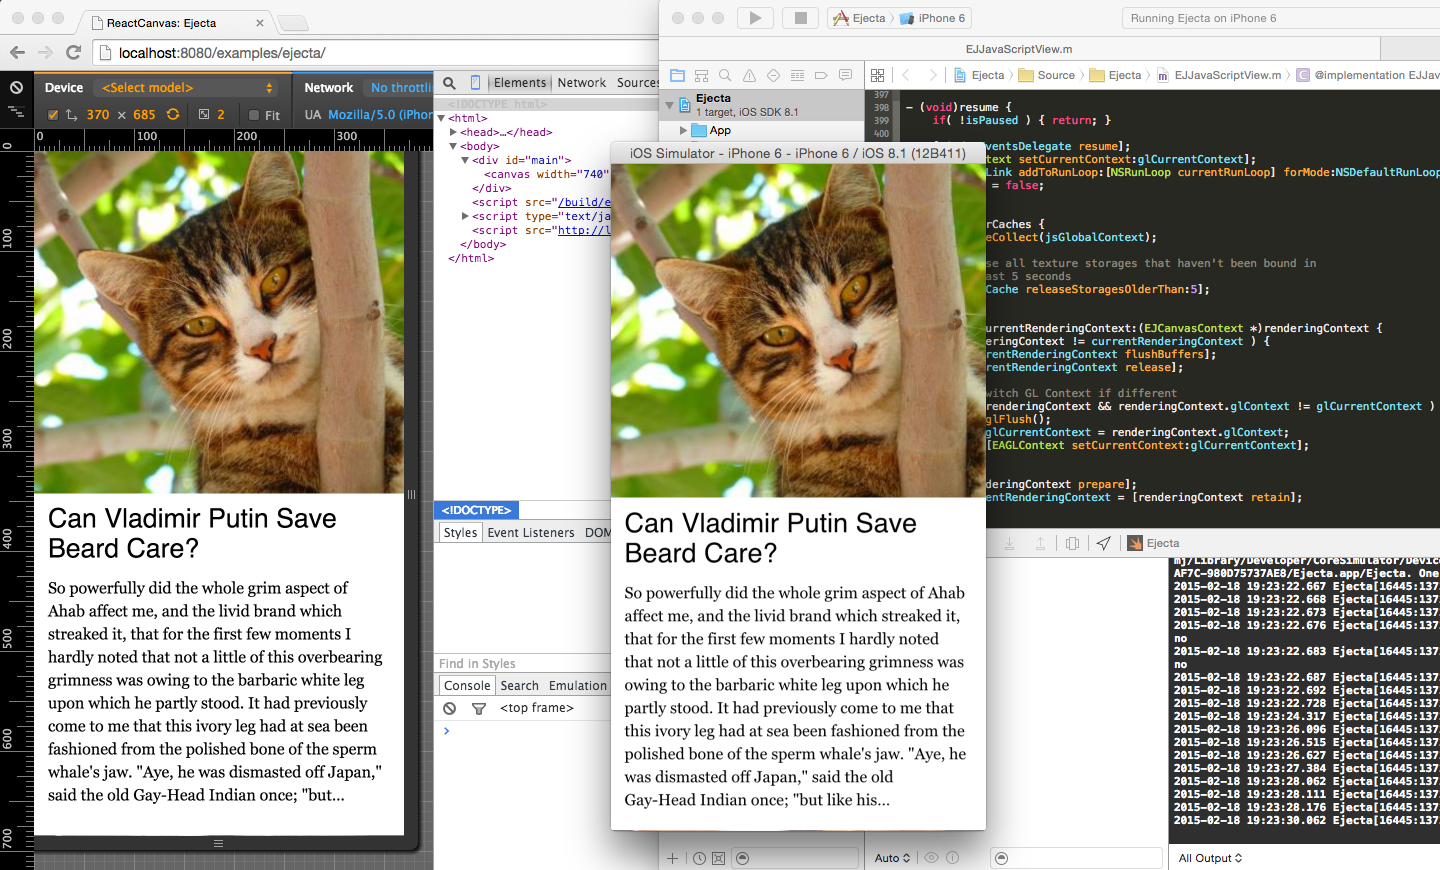 ReactCanvas: Ejecta
localhost:8080/examples/ejecta/
Device <Select model> Network No throttli
370 × 685 2 Fit UA Mozilla/5.0 (iPhon
0 100 200 300
0
100
200
300
400
500
600
700
Can Vladimir Putin Save
Beard Care?
So powerfully did the whole grim aspect of
Ahab affect me, and the livid brand which
streaked it, that for the first few moments I
hardly noted that not a little of this overbearing
grimness was owing to the barbaric white leg
upon which he partly stood. It had previously
come to me that this ivory leg had at sea been
fashioned from the polished bone of the sperm
whale's jaw. "Aye, he was dismasted off Japan,"
said the old Gay-Head Indian once; "but...
Elements Network Sources
<!DOCTYPE html>
<html>
<head>…</head>
<body>
<div id="main">
<canvas width="740"
</div>
<script src="/build/e
<script type="text/ja
<script src="http://l
</body>
</html>
<!DOCTYPE>
Styles Event Listeners DOM
Find in Styles
Console Search Emulation
<top frame>
Ejecta iPhone 6
Running Ejecta on iPhone 6
EJJavaScriptView.m
Ejecta Source Ejecta EJJavaScriptView.m @implementation EJJav
Ejecta
1 target, iOS SDK 8.1
App
iOS Simulator - iPhone 6 - iPhone 6 / iOS 8.1 (12B411)
Can Vladimir Putin Save
Beard Care?
So powerfully did the whole grim aspect of Ahab
affect me, and the livid brand which streaked it,
that for the first few moments I hardly noted
that not a little of this overbearing grimness was
owing to the barbaric white leg upon which he
partly stood. It had previously come to me that
this ivory leg had at sea been fashioned from the
polished bone of the sperm whale's jaw. "Aye, he
was dismasted off Japan," said the old
Gay-Head Indian once; "but like his...
397
398 - (void)resume {
399 if( !isPaused ) { return; }
400
ventsDelegate resume];
text setCurrentContext:glCurrentContext];
Link addToRunLoop:[NSRunLoop currentRunLoop] forMode:NSDefaultRunLoop
= false;
rCaches {
eCollect(jsGlobalContext);
se all texture storages that haven't been bound in
ast 5 seconds
Cache releaseStoragesOlderThan:5];
urrentRenderingContext:(EJCanvasContext *)renderingContext {
eringContext != currentRenderingContext ) {
rentRenderingContext flushBuffers];
rentRenderingContext release];
witch GL Context if different
renderingContext && renderingContext.glContext != glCurrentContext )
glFlush();
glCurrentContext = renderingContext.glContext;
[EAGLContext setCurrentContext:glCurrentContext];
deringContext prepare];
entRenderingContext = [renderingContext retain];
Ejecta
mj/Library/Developer/CoreSimulator/Device
AF7C-980D75737AE8/Ejecta.app/Ejecta. One
2015-02-18 19:23:22.667 Ejecta[16445:137
2015-02-18 19:23:22.668 Ejecta[16445:137
2015-02-18 19:23:22.673 Ejecta[16445:137
2015-02-18 19:23:22.676 Ejecta[16445:137
no
2015-02-18 19:23:22.683 Ejecta[16445:137
no
2015-02-18 19:23:22.687 Ejecta[16445:137
2015-02-18 19:23:22.692 Ejecta[16445:137
2015-02-18 19:23:22.728 Ejecta[16445:137
2015-02-18 19:23:24.317 Ejecta[16445:137
2015-02-18 19:23:26.096 Ejecta[16445:137
2015-02-18 19:23:26.515 Ejecta[16445:137
2015-02-18 19:23:26.627 Ejecta[16445:137
2015-02-18 19:23:27.384 Ejecta[16445:137
2015-02-18 19:23:28.062 Ejecta[16445:137
2015-02-18 19:23:28.111 Ejecta[16445:137
2015-02-18 19:23:28.176 Ejecta[16445:137
2015-02-18 19:23:30.062 Ejecta[16445:137
Auto
All Output